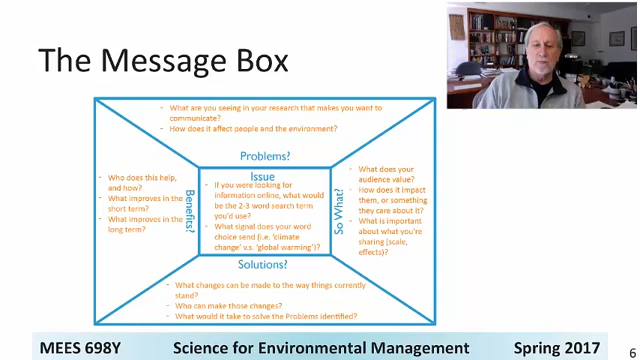 The Message Box
- What are you seeing in your research that makes you want to
communicate?
- How does it affect people and the environment?
Problems?
- Who does this help,
and how?
- What improves in the
short term?
- What improves in the
long term?
Benefits?
Issue
- If you were looking for
information online, what would
be the 2-3 word search term
you'd use?
- What signal does your word
choice send (i.e. 'climate
change' v.s. 'global warming')?
So What?
- What does your
audience value?
- How does it impact
them, or something
they care about it?
- What is important
about what you're
sharing (scale,
effects)?
Solutions?
- What changes can be made to the way things currently
stand?
- Who can make those changes?
- What would it take to solve the Problems identified?
MEES 698Y Science for Environmental Management Spring 2017
6